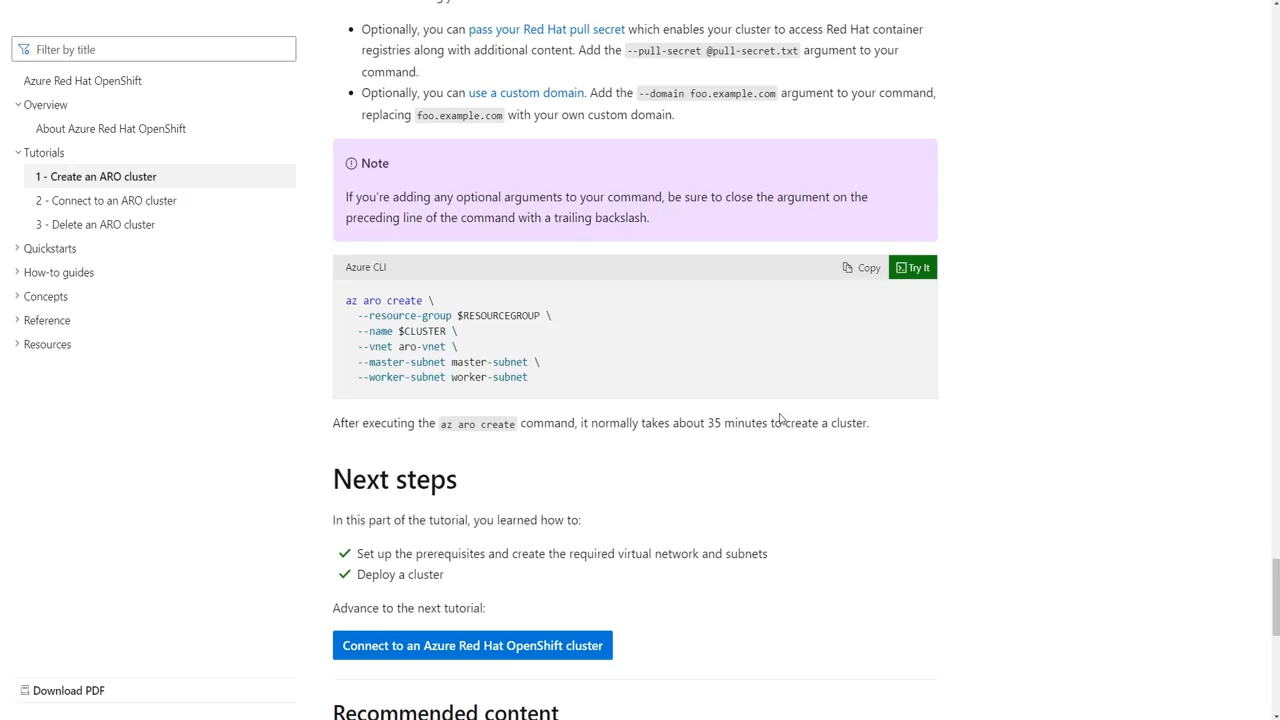 Filter by title
Azure Red Hat OpenShift
Overview
About Azure Red Hat OpenShift
Tutorials
1 - Create an ARO cluster
2 - Connect to an ARO cluster
3 - Delete an ARO cluster
Quickstarts
How-to guides
Concepts
Reference
Resources
Download PDF
Optionally, you can pass your Red Hat pull secret which enables your cluster to access Red Hat container
registries along with additional content. Add the --pull-secret @pull-secret.txt argument to your
command.
Optionally, you can use a custom domain. Add the --domain foo.example.com argument to your command,
replacing foo.example.com with your own custom domain.
Note
If you're adding any optional arguments to your command, be sure to close the argument on the
preceding line of the command with a trailing backslash.
Azure CLI
Copy
Try It
az aro create \
--resource-group $RESOURCEGROUP \
--name $CLUSTER \
--vnet aro-vnet \
--master-subnet master-subnet \
--worker-subnet worker-subnet
After executing the az aro create command, it normally takes about 35 minutes to create a cluster.
Next steps
In this part of the tutorial, you learned how to:
Set up the prerequisites and create the required virtual network and subnets
Deploy a cluster
Advance to the next tutorial:
Connect to an Azure Red Hat OpenShift cluster
Recommended content